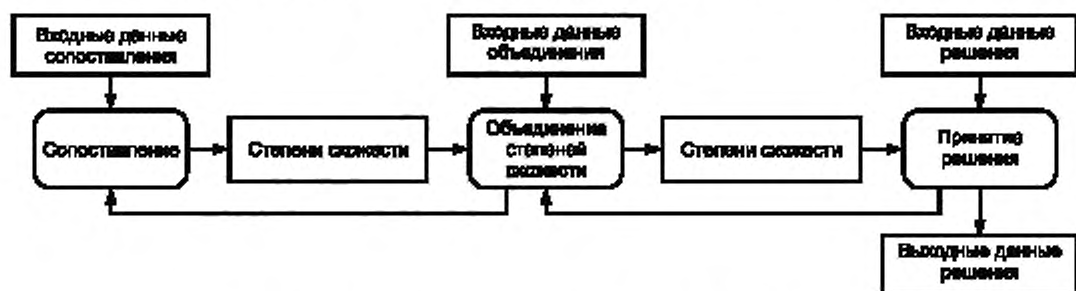 Входные данные
сопоставления
Входные данные
объединения
Входные данные
решения
Сопоставление
Степени схожести
Объединение
степеней
схожести
Степени схожести
Принятие
решения
Выходные данные
решения